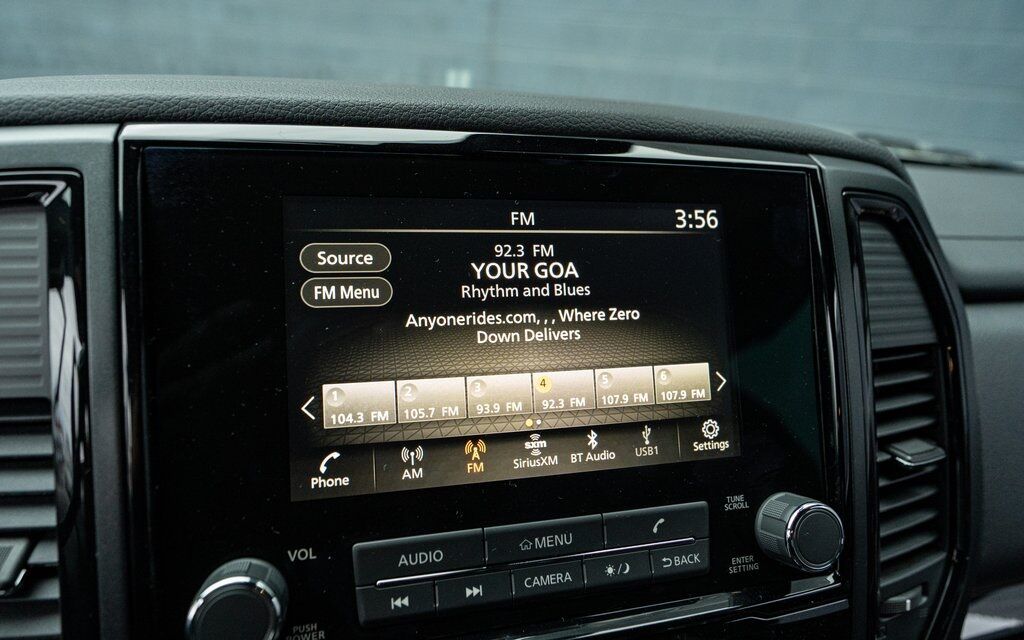 FM
3:56
Source
92.3 FM
YOUR GOA
FM Menu
Rhythm and Blues
Anyonerides.com, , , Where Zero
Down Delivers
1
104.3 FM
2
105.7 FM
3
93.9 FM
4
92.3 FM
5
107.9 FM
6
107.9 FM
Phone
AM
FM
sxm
SiriusXM
BT Audio
USB1
Settings
VOL
AUDIO
MENU
TUNE
SCROLL
CAMERA
BACK
ENTER
SETTING
PUSH
POWER